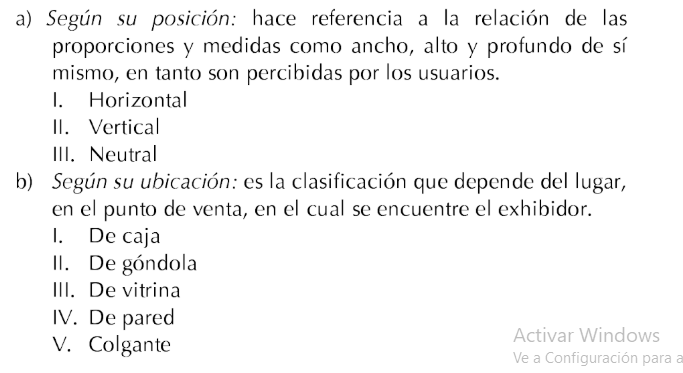 a) Según su posición: hace referencia a la relación de las
proporciones y medidas como ancho, alto y profundo de sí
mismo, en tanto son percibidas por los usuarios.
I. Horizontal
II. Vertical
III. Neutral
b) Según su ubicación: es la clasificación que depende del lugar,
en el punto de venta, en el cual se encuentre el exhibidor.
I. De caja
II. De góndola
III. De vitrina
IV. De pared
V. Colgante
Activar Windows
Ve a Configuración para a